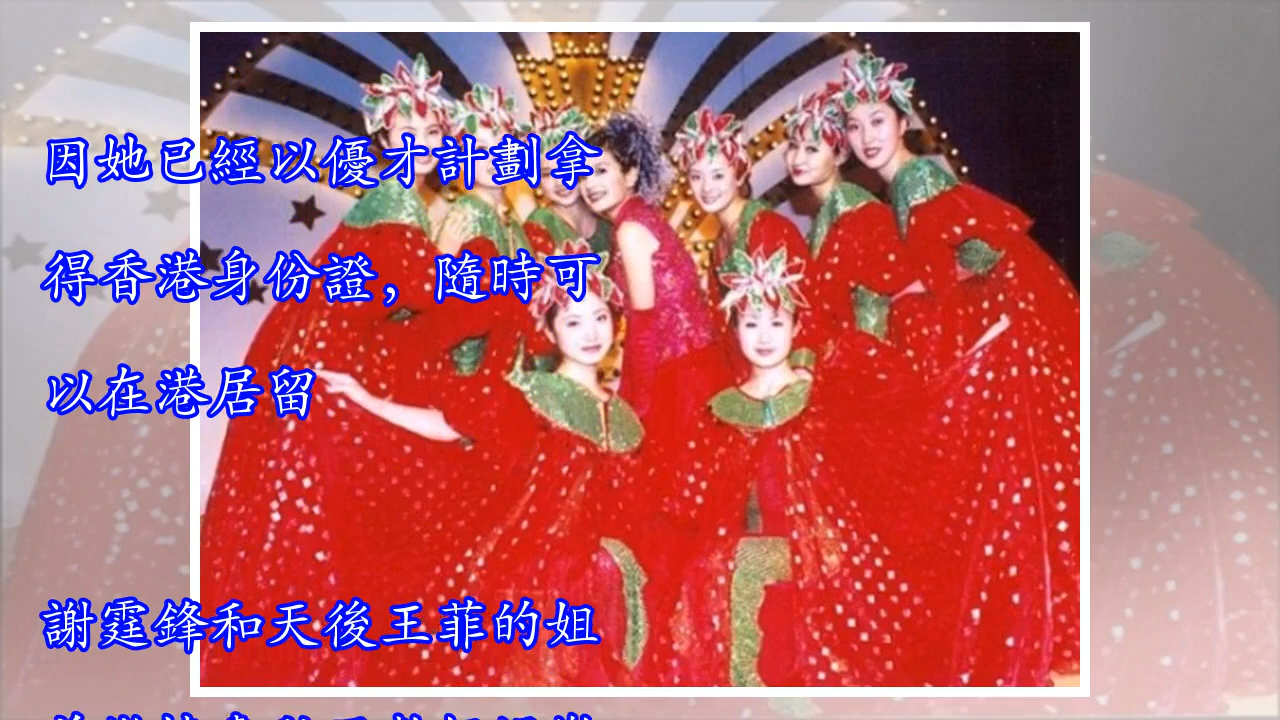 因她已經以優才計劃拿
得香港身份證，隨時可
以在港居留
謝霆鋒和天後王菲的姐